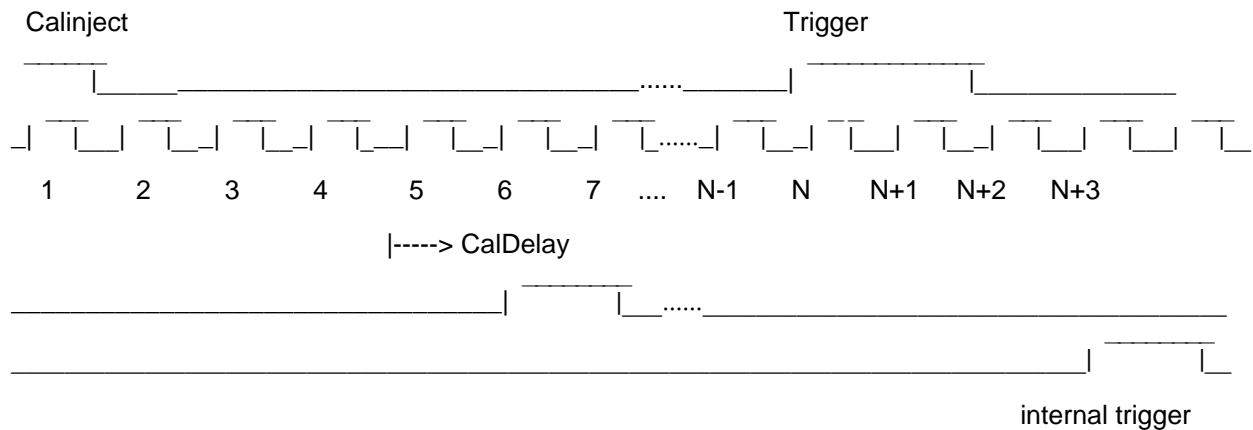 Calinject Trigger
1 2 3 4 5 6 7 .... N-1 N N+1 N+2 N+3
|-----> CalDelay
internal trigger